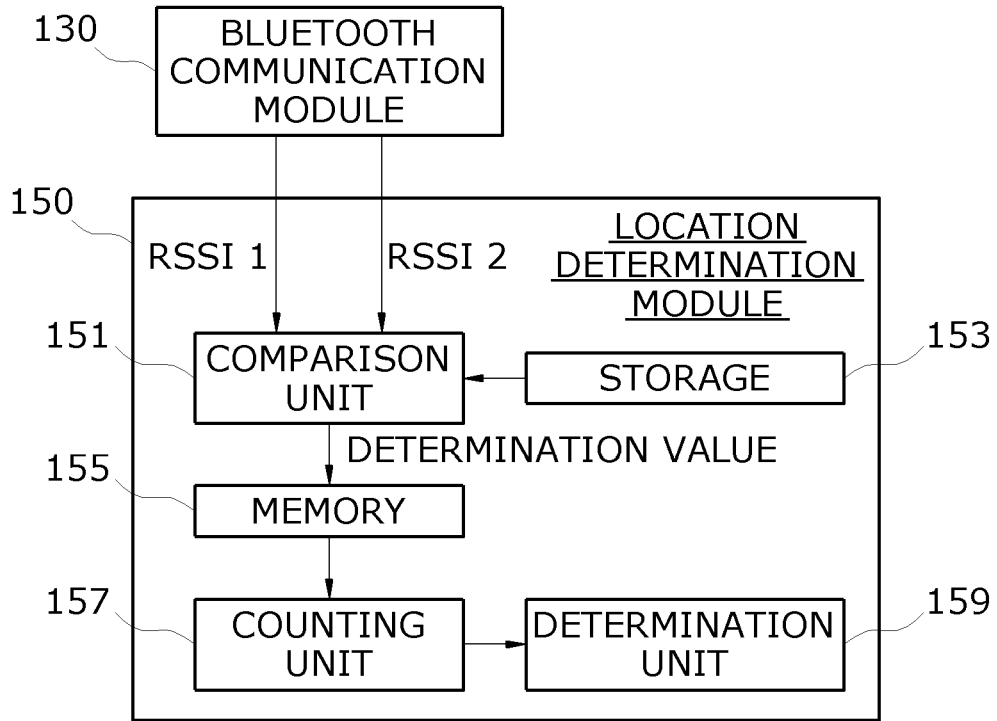 130
BLUETOOTH
COMMUNICATION
MODULE
150
RSSI 1
RSSI 2
LOCATION
DETERMINATION
MODULE
151
COMPARISON
UNIT
STORAGE
153
DETERMINATION VALUE
155
MEMORY
157
COUNTING
UNIT
DETERMINATION
UNIT
159